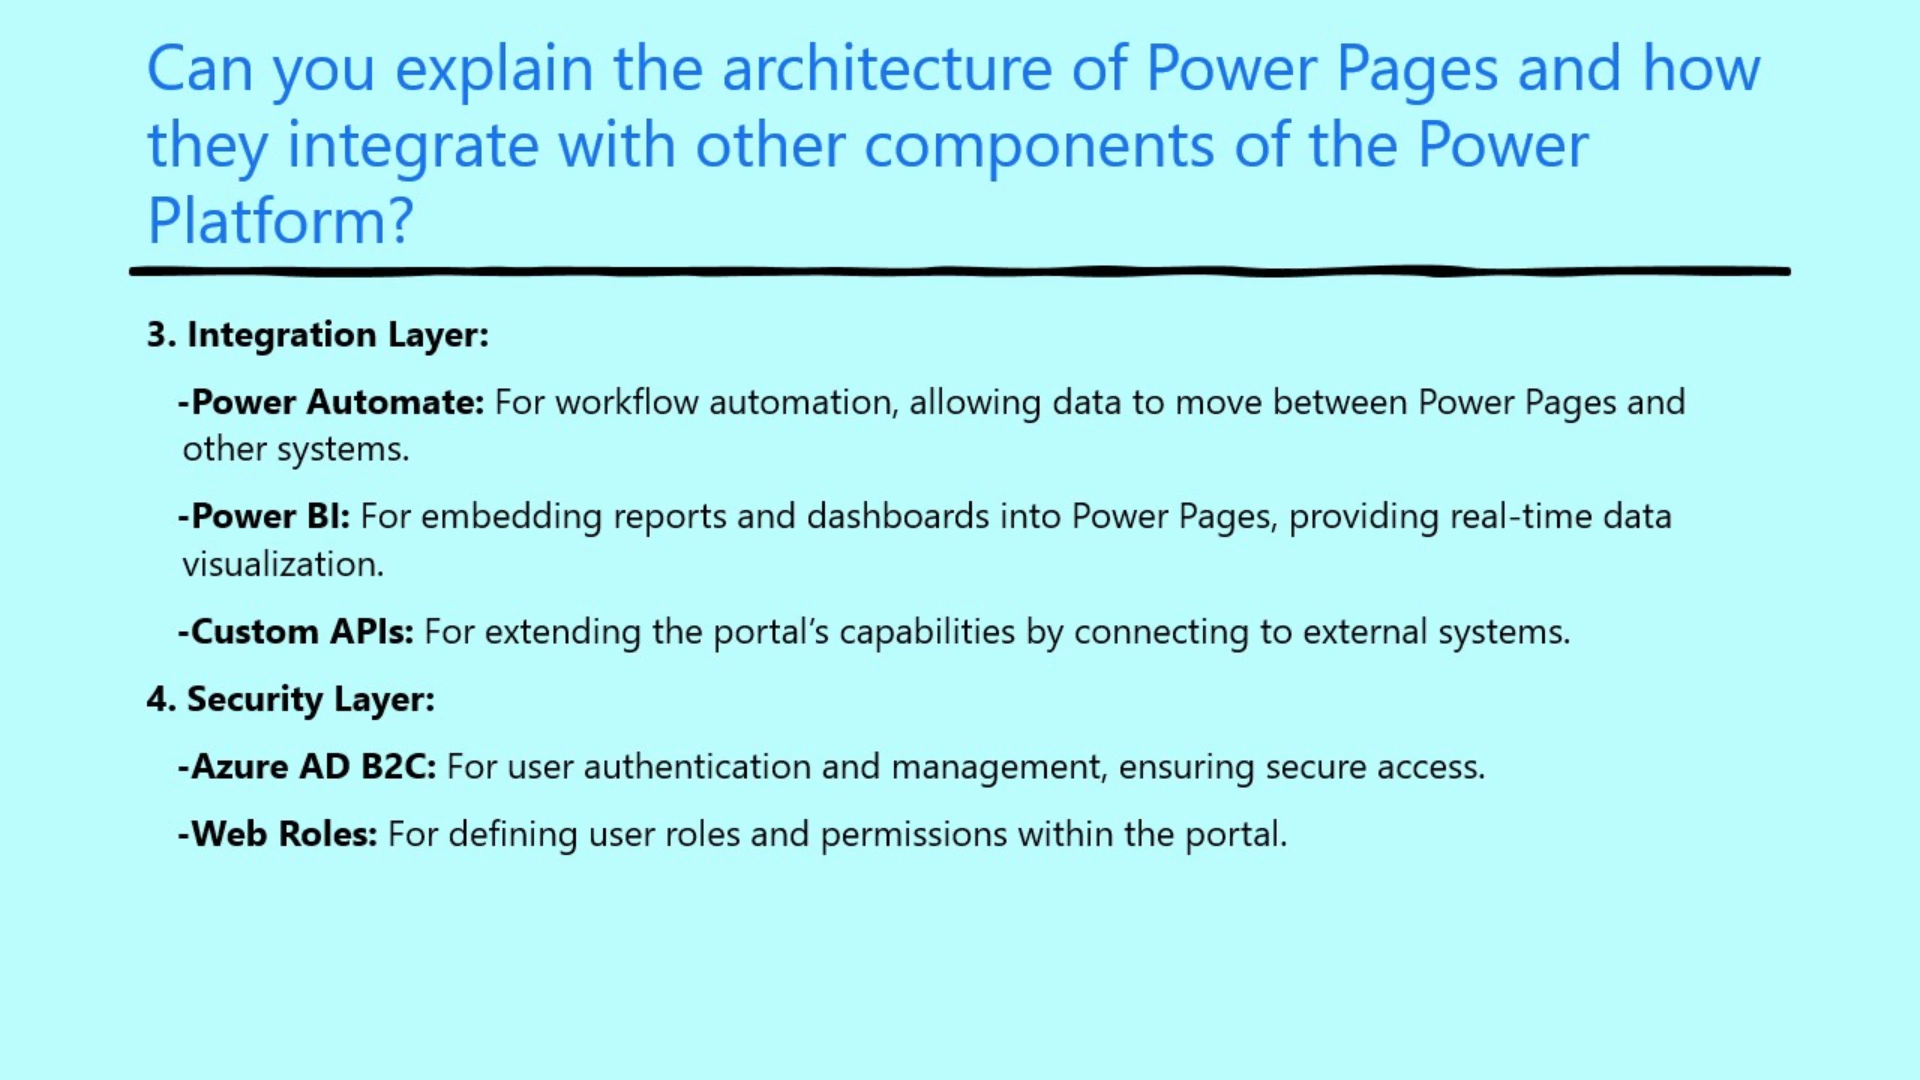 Can you explain the architecture of Power Pages and how
they integrate with other components of the Power
Platform?
3. Integration Layer:
-Power Automate: For workflow automation, allowing data to move between Power Pages and
other systems.
-Power BI: For embedding reports and dashboards into Power Pages, providing real-time data
visualization.
-Custom APIs: For extending the portal’s capabilities by connecting to external systems.
4. Security Layer:
-Azure AD B2C: For user authentication and management, ensuring secure access.
-Web Roles: For defining user roles and permissions within the portal.